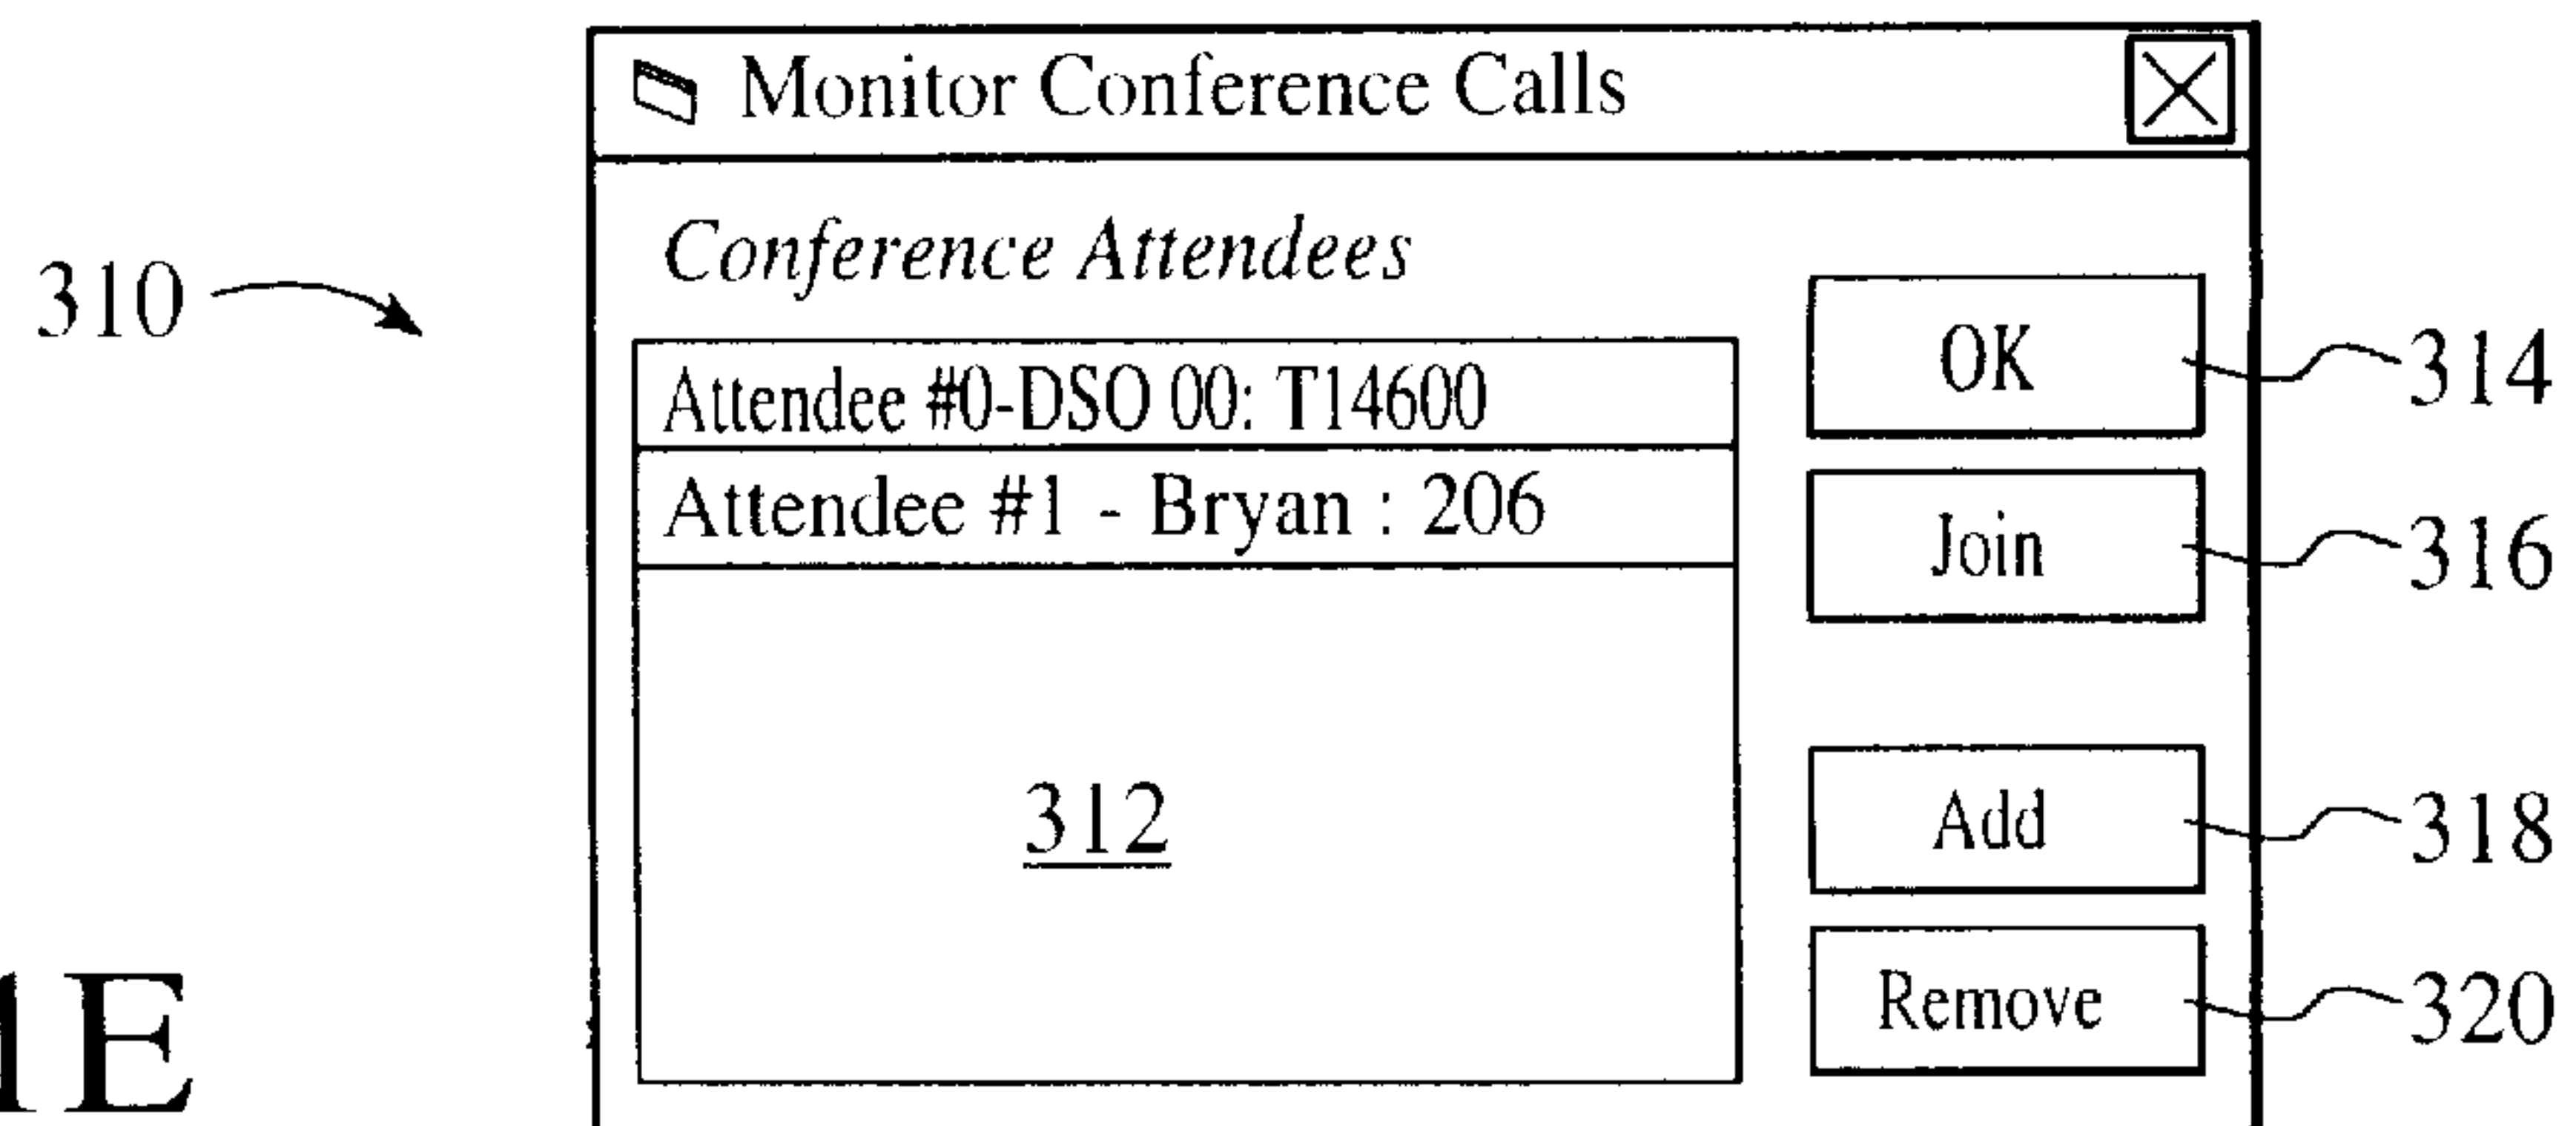 Monitor Conference Calls
Conference Attendees
310
Attendee #0-DSO 00: T14600
Attendee #1 - Bryan : 206
312
OK
314
Join
316
Add
318
Remove
320
1E